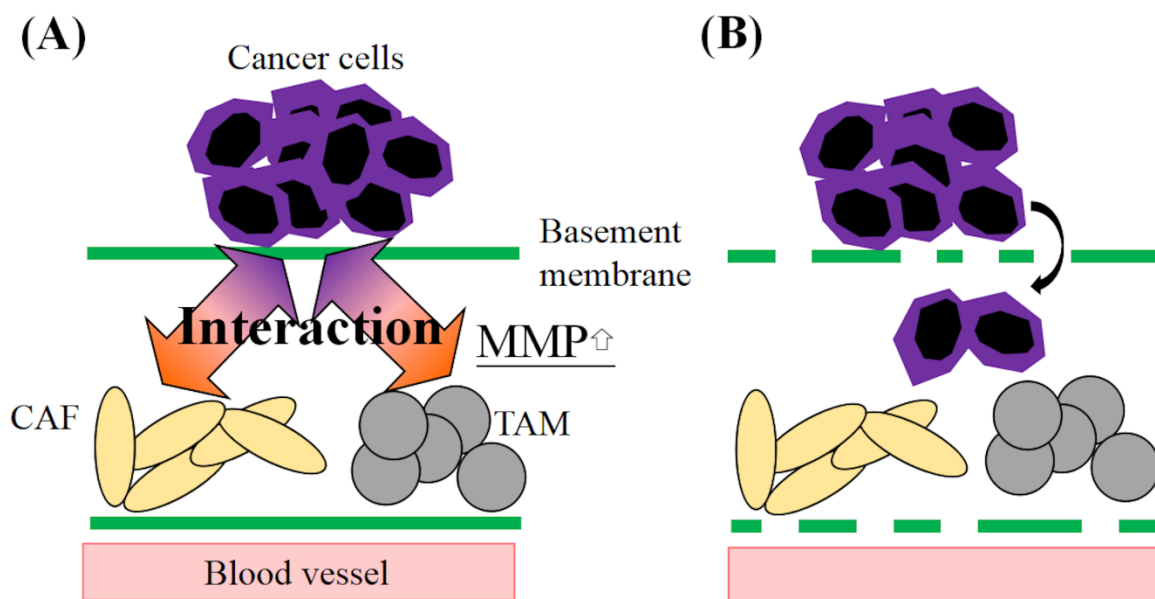 (A)
Cancer cells
Basement
membrane
Interaction
MMP⇧
CAF
TAM
Blood vessel
(B)